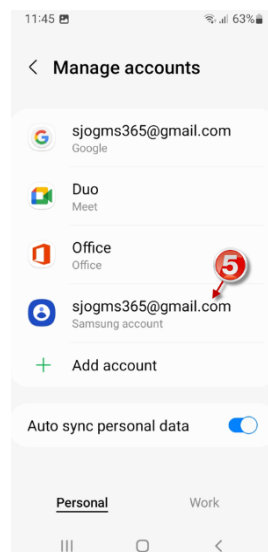 11:45 63%
Manage accounts
sjogms365@gmail.com
Google
Duo
Meet
Office
Office
5
sjogms365@gmail.com
Samsung account
Add account
Auto sync personal data
Personal Work